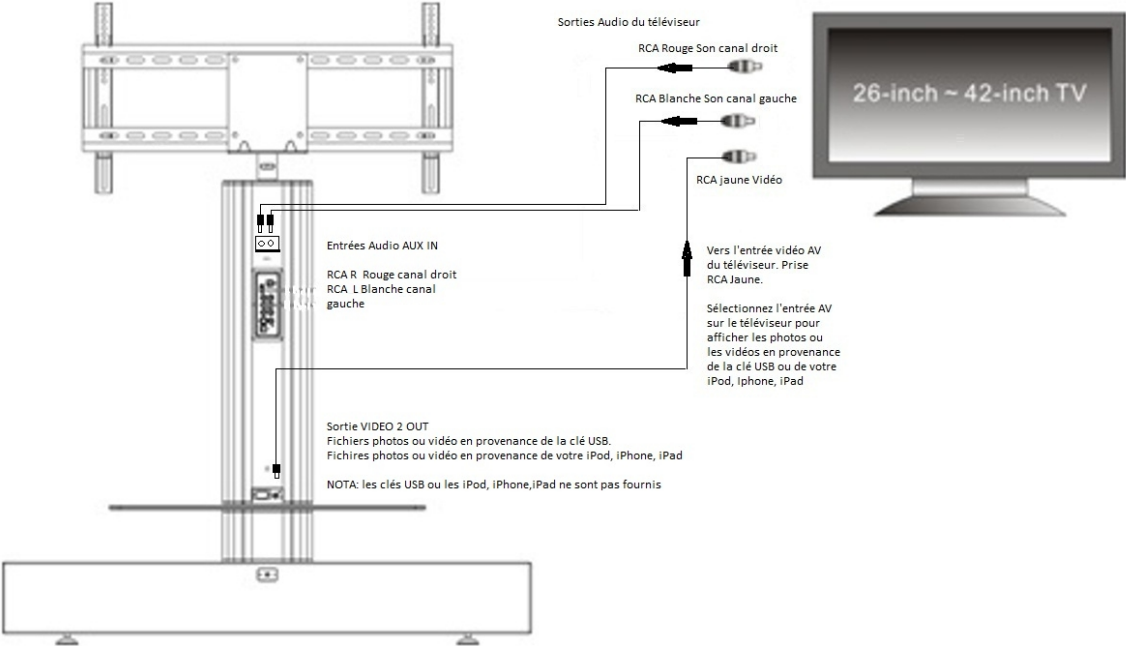 Sorties Audio du téléviseur
RCA Rouge Son canal droit
RCA Blanche Son canal gauche
RCA jaune Vidéo
26-inch ~ 42-inch TV
Entrées Audio AUX IN
RCA R Rouge canal droit
RCA L Blanche canal
gauche
Vers l'entrée vidéo AV
du téléviseur. Prise
RCA Jaune.
Sélectionnez l'entrée AV
sur le téléviseur pour
afficher les photos ou
les vidéos en provenance
de la clé USB ou de votre
iPod, Iphone, iPad
Sortie VIDEO 2 OUT
Fichiers photos ou vidéo en provenance de la clé USB.
Fichires photos ou vidéo en provenance de votre iPod, iPhone, iPad
NOTA: les clés USB ou les iPod, iPhone,iPad ne sont pas fournis